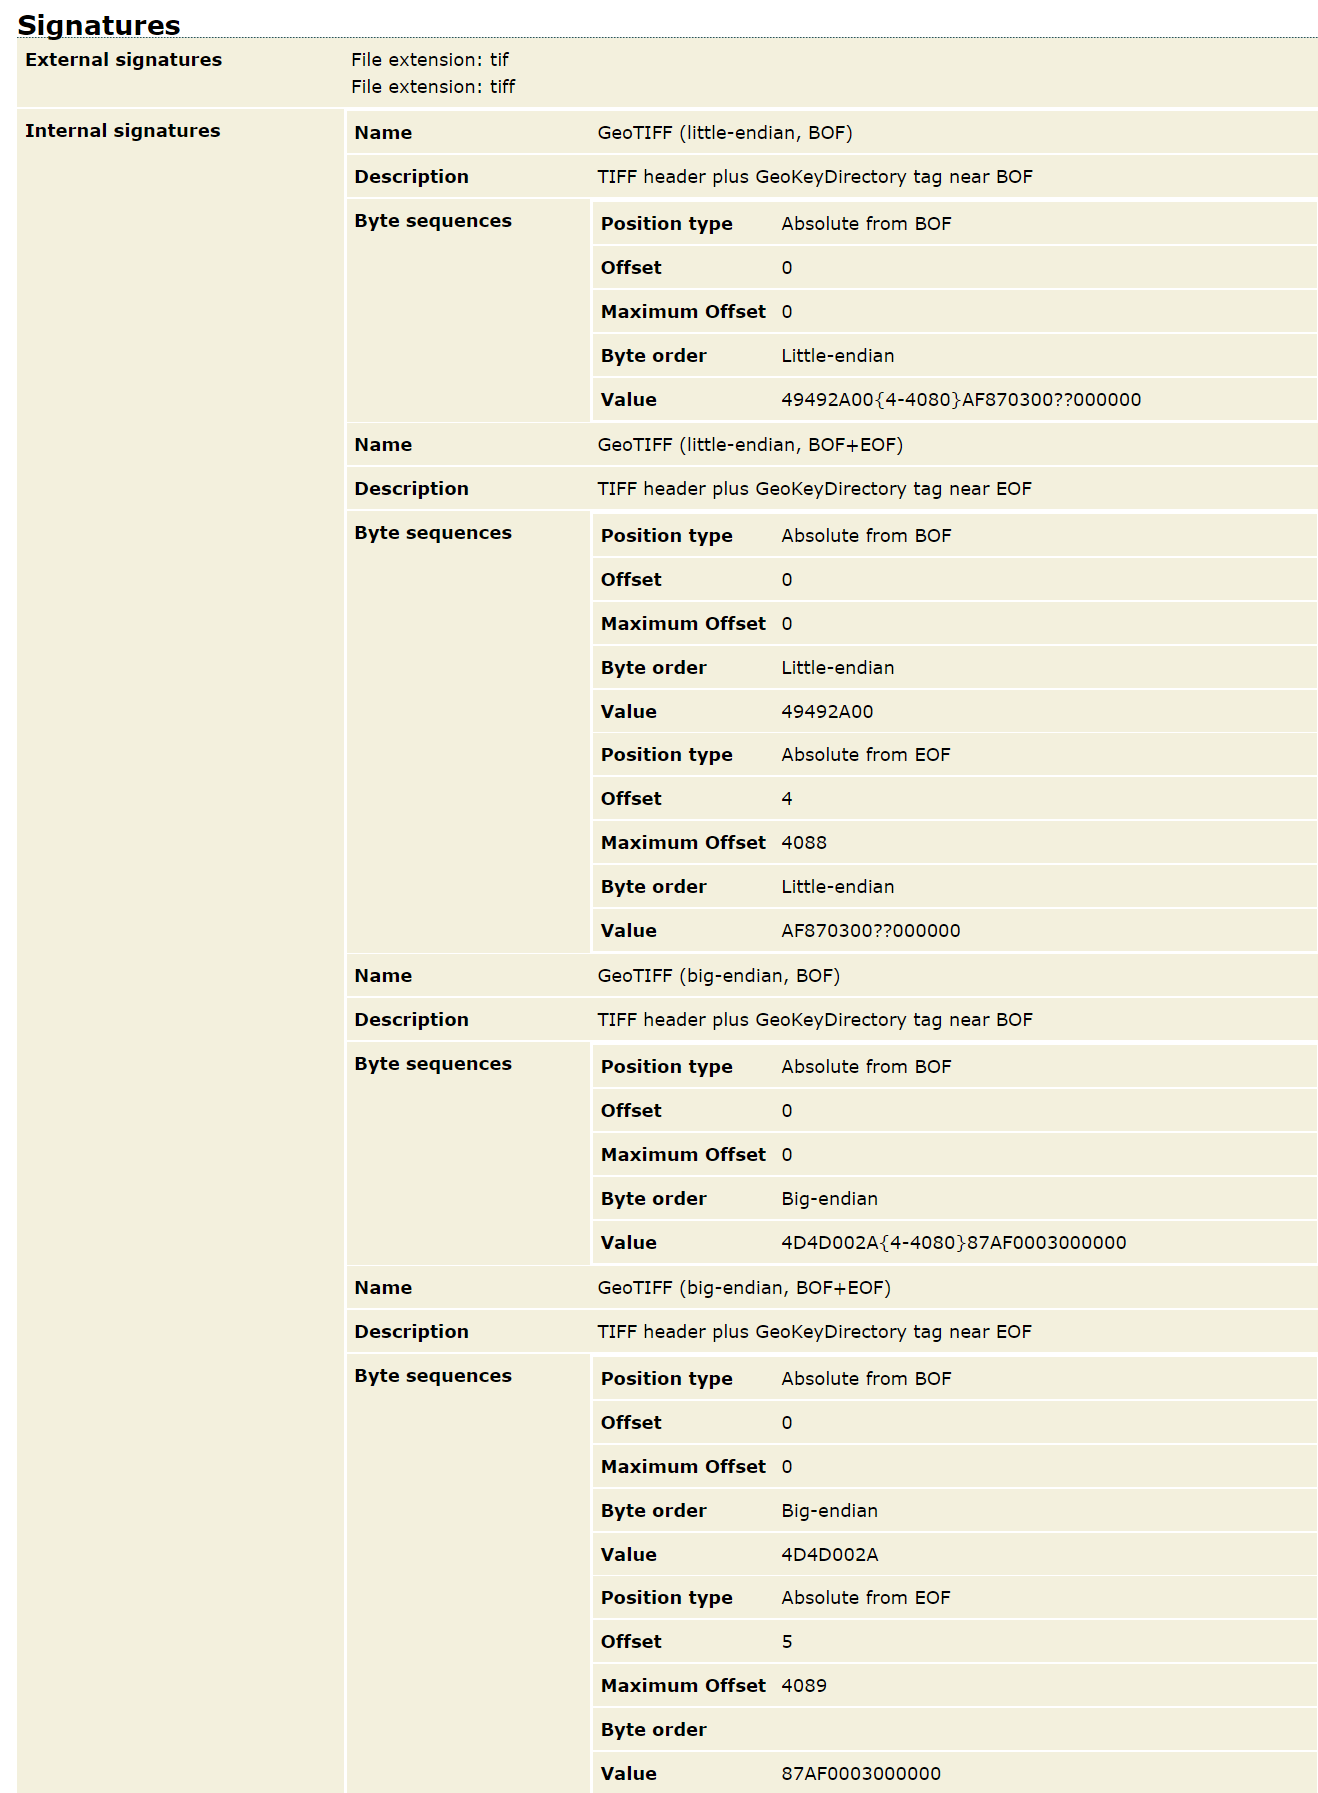 Signatures
External signatures File extension: tif
File extension: tiff
Internal signatures Name GeoTIFF (little-endian, BOF)
Description TIFF header plus GeoKeyDirectory tag near BOF
Byte sequences Position type Absolute from BOF
Offset 0
Maximum Offset 0
Byte order Little-endian
Value 49492A00{4-4080}AF870300??000000
Name GeoTIFF (little-endian, BOF+EOF)
Description TIFF header plus GeoKeyDirectory tag near EOF
Byte sequences Position type Absolute from BOF
Offset 0
Maximum Offset 0
Byte order Little-endian
Value 49492A00
Position type Absolute from EOF
Offset 4
Maximum Offset 4088
Byte order Little-endian
Value AF870300??000000
Name GeoTIFF (big-endian, BOF)
Description TIFF header plus GeoKeyDirectory tag near BOF
Byte sequences Position type Absolute from BOF
Offset 0
Maximum Offset 0
Byte order Big-endian
Value 4D4D002A{4-4080}87AF0003000000
Name GeoTIFF (big-endian, BOF+EOF)
Description TIFF header plus GeoKeyDirectory tag near EOF
Byte sequences Position type Absolute from BOF
Offset 0
Maximum Offset 0
Byte order Big-endian
Value 4D4D002A
Position type Absolute from EOF
Offset 5
Maximum Offset 4089
Byte order
Value 87AF0003000000